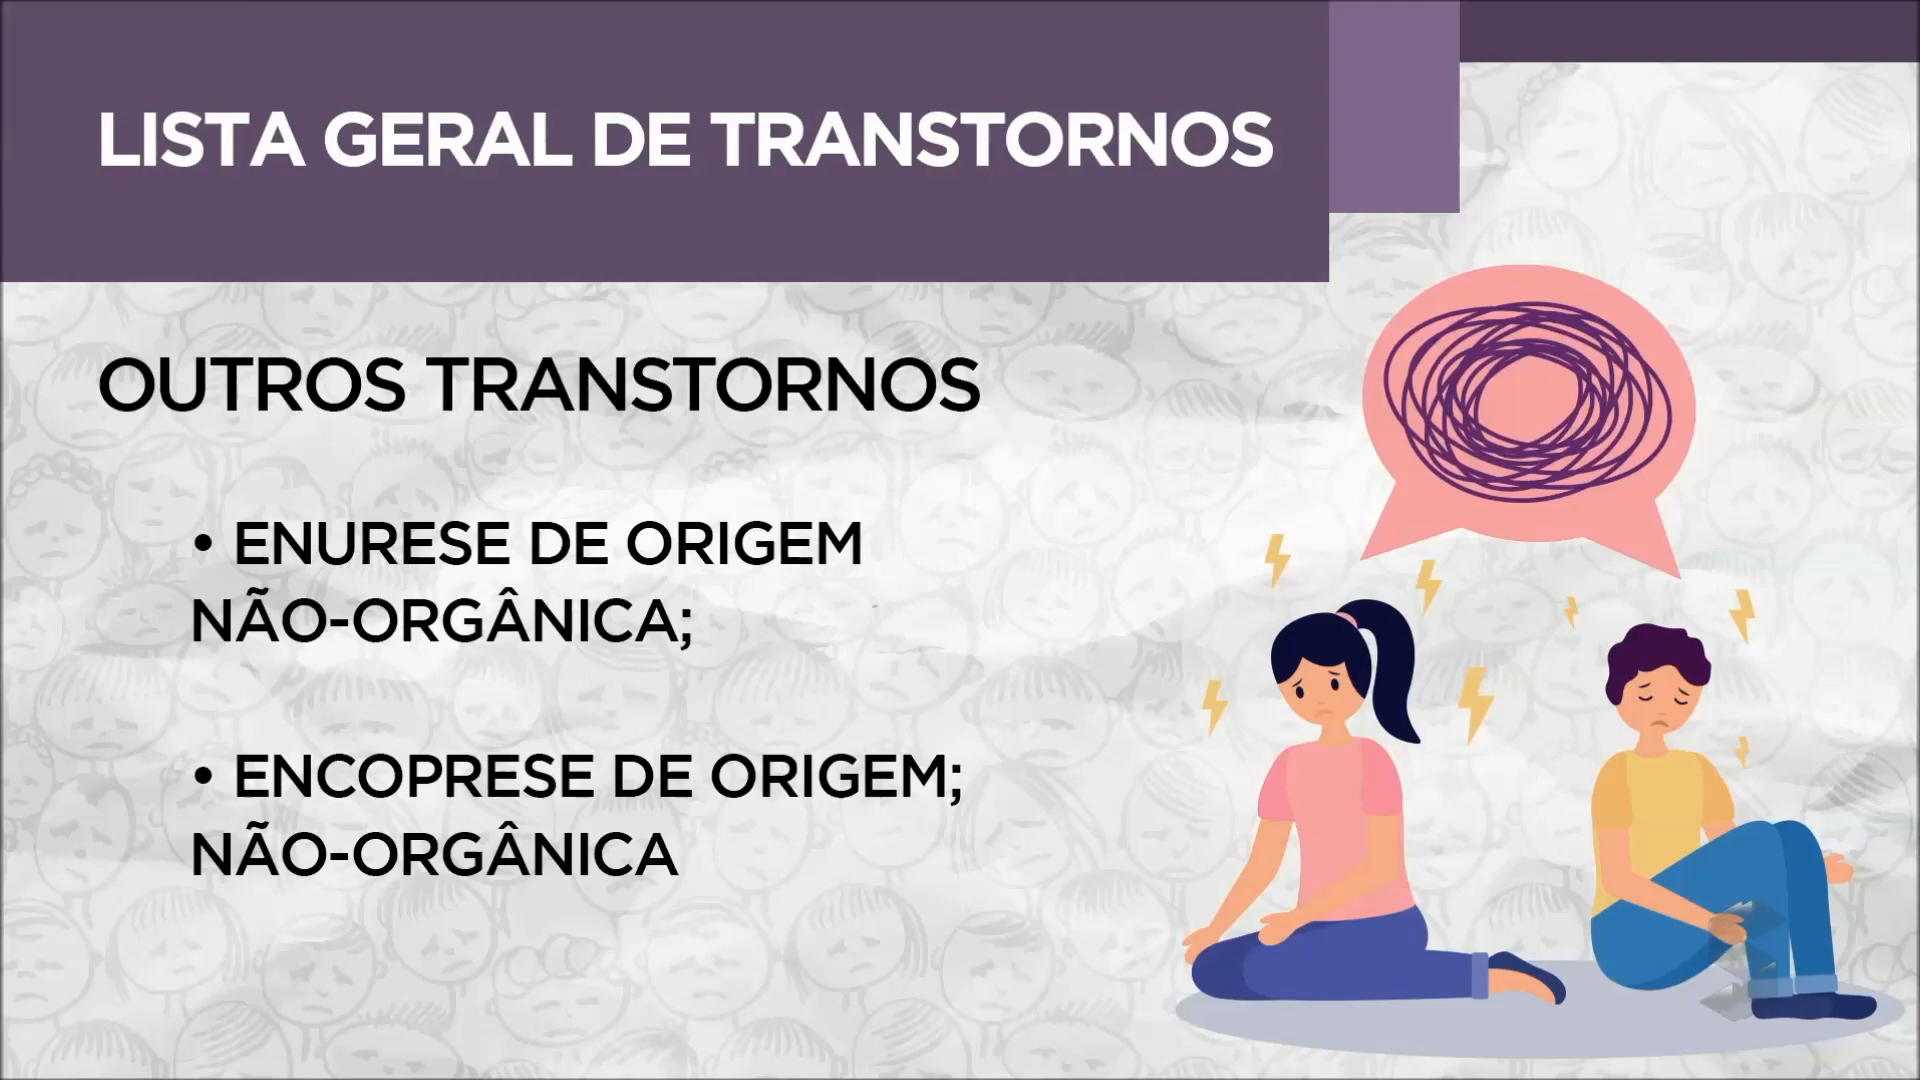 LISTA GERAL DE TRANSTORNOS
OUTROS TRANSTORNOS
• ENURESE DE ORIGEM
NÃO-ORGÂNICA;
• ENCOPRESE DE ORIGEM;
NÃO-ORGÂNICA